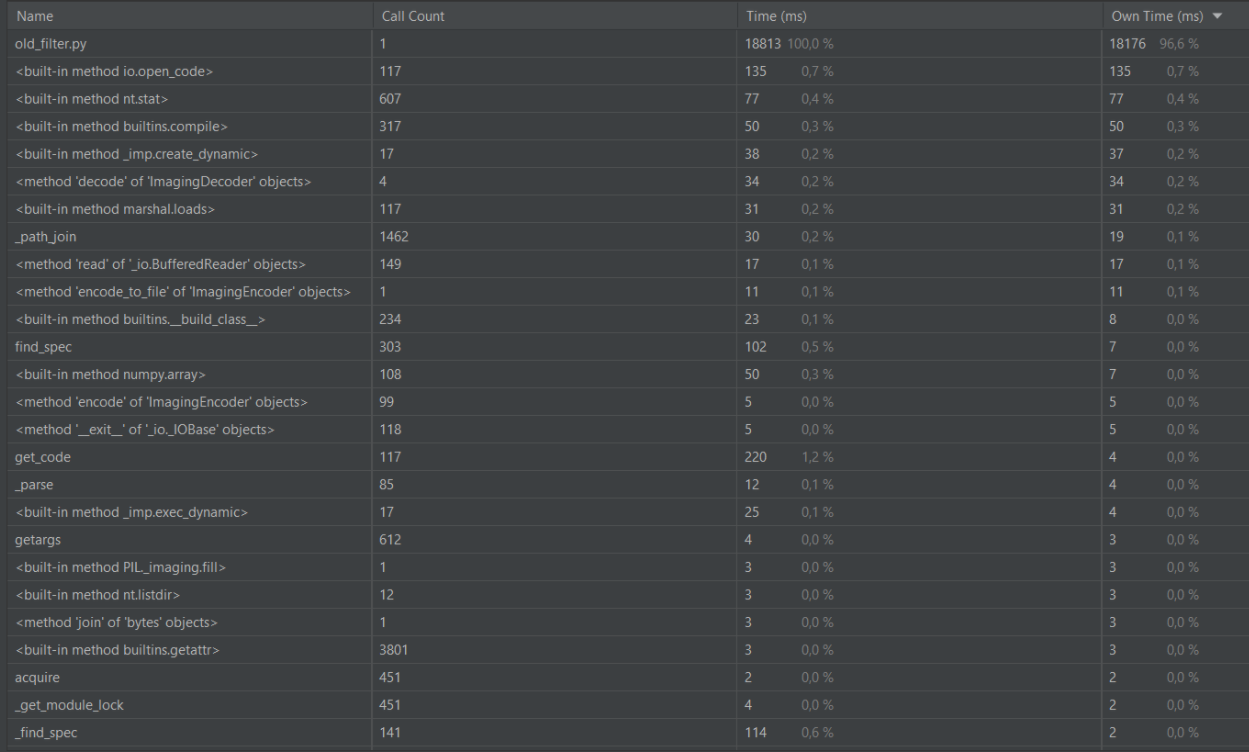 Name Call Count Time (ms) Own Time (ms)
old_filter.py 1 18813 100,0 % 18176 96,6 %
<built-in method io.open_code> 117 135 0,7 % 135 0,7 %
<built-in method nt.stat> 607 77 0,4 % 77 0,4 %
<built-in method builtins.compile> 317 50 0,3 % 50 0,3 %
<built-in method _imp.create_dynamic> 17 38 0,2 % 37 0,2 %
<method 'decode' of 'ImagingDecoder' objects> 4 34 0,2 % 34 0,2 %
<built-in method marshal.loads> 117 31 0,2 % 31 0,2 %
_path_join 1462 30 0,2 % 19 0,1 %
<method 'read' of '_io.BufferedReader' objects> 149 17 0,1 % 17 0,1 %
<method 'encode_to_file' of 'ImagingEncoder' objects> 1 11 0,1 % 11 0,1 %
<built-in method builtins.__build_class__> 234 23 0,1 % 8 0,0 %
find_spec 303 102 0,5 % 7 0,0 %
<built-in method numpy.array> 108 50 0,3 % 7 0,0 %
<method 'encode' of 'ImagingEncoder' objects> 99 5 0,0 % 5 0,0 %
<method '__exit__' of '_io._IOBase' objects> 118 5 0,0 % 5 0,0 %
get_code 117 220 1,2 % 4 0,0 %
_parse 85 12 0,1 % 4 0,0 %
<built-in method _imp.exec_dynamic> 17 25 0,1 % 4 0,0 %
getargs 612 4 0,0 % 3 0,0 %
<built-in method PIL._imaging.fill> 1 3 0,0 % 3 0,0 %
<built-in method nt.listdir> 12 3 0,0 % 3 0,0 %
<method 'join' of 'bytes' objects> 1 3 0,0 % 3 0,0 %
<built-in method builtins.getattr> 3801 3 0,0 % 3 0,0 %
acquire 451 2 0,0 % 2 0,0 %
_get_module_lock 451 4 0,0 % 2 0,0 %
_find_spec 141 114 0,6 % 2 0,0 %